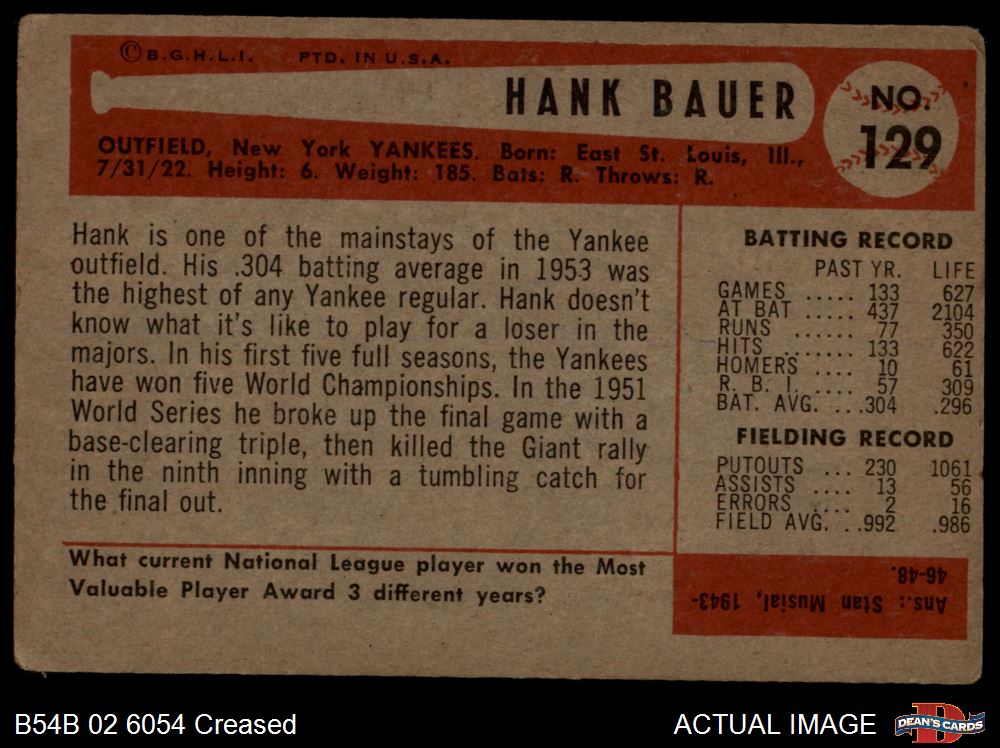 ©B.G.H.L.I. PTD. IN U.S.A.
HANK BAUER
NO.
129
OUTFIELD, New York YANKEES. Born: East St. Louis, Ill.,
7/31/22. Height: 6. Weight: 185. Bats: R. Throws: R.
Hank is one of the mainstays of the Yankee
outfield. His .304 batting average in 1953 was
the highest of any Yankee regular. Hank doesn't
know what it's like to play for a loser in the
majors. In his first five full seasons, the Yankees
have won five World Championships. In the 1951
World Series he broke up the final game with a
base-clearing triple, then killed the Giant rally
in the ninth inning with a tumbling catch for
the final out.
BATTING RECORD
PAST YR. LIFE
GAMES ..... 133 627
AT BAT ..... 437 2104
RUNS ...... 77 350
HITS ....... 133 622
HOMERS .... 10 61
R. B. I. .... 57 309
BAT. AVG. ...304 .296
FIELDING RECORD
PUTOUTS ... 230 1061
ASSISTS .... 13 56
ERRORS .... 2 16
FIELD AVG. ..992 .986
What current National League player won the Most
Valuable Player Award 3 different years?
Ans.: Stan Musial, 1943-
46-48.
B54B 02 6054 Creased
ACTUAL IMAGE
D
DEAN'S CARDS